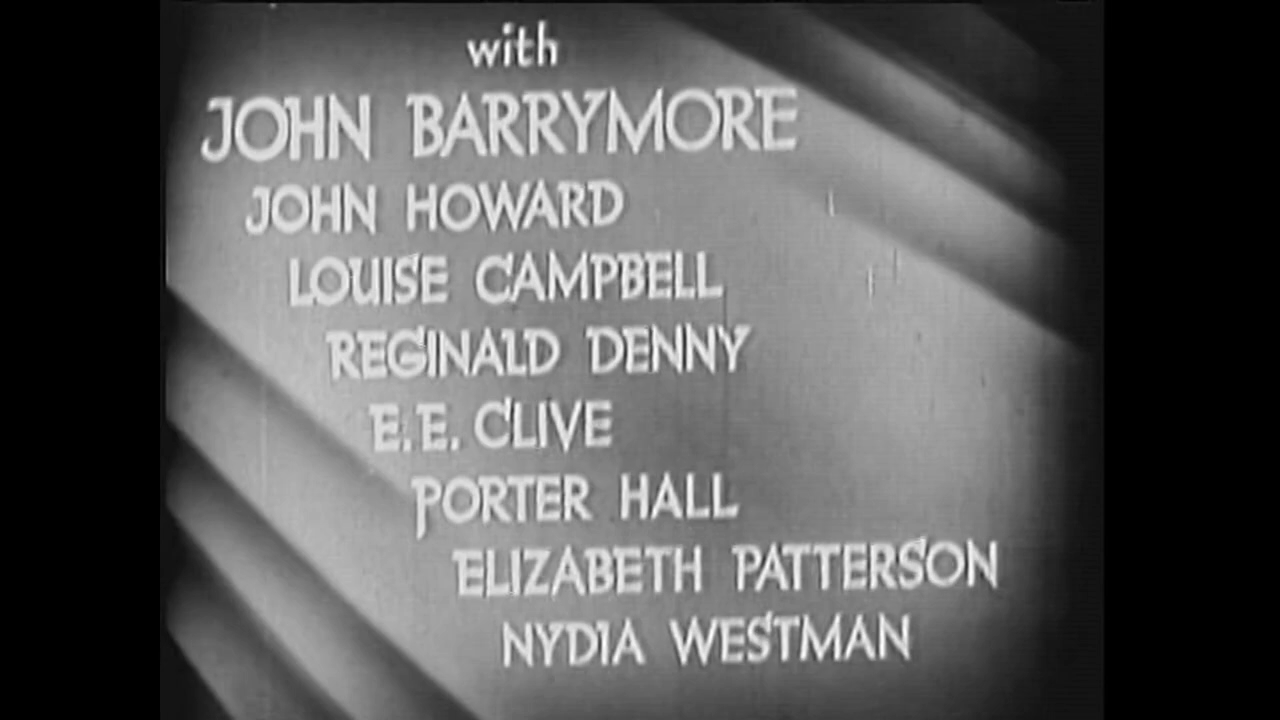 with
JOHN BARRYMORE
JOHN HOWARD
LOUISE CAMPBELL
REGINALD DENNY
E. E. CLIVE
PORTER HALL
ELIZABETH PATTERSON
NYDIA WESTMAN